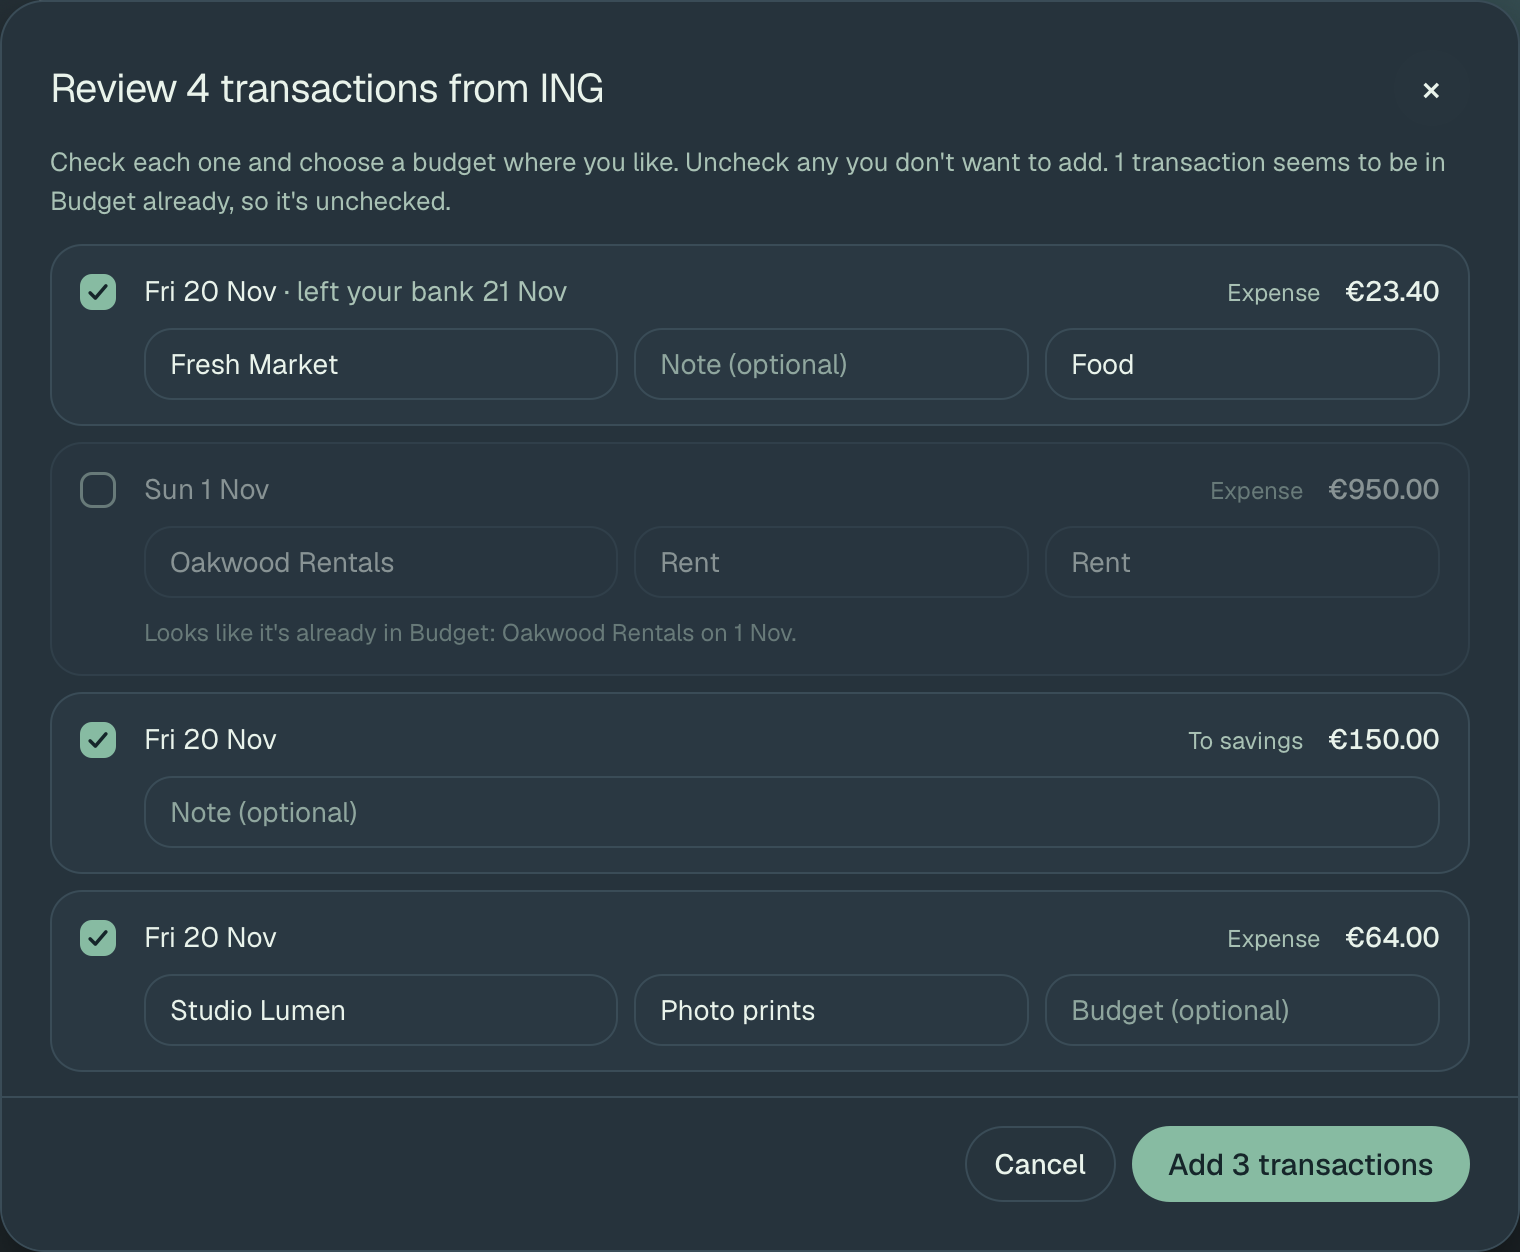 Review 4 transactions from ING
×
Check each one and choose a budget where you like. Uncheck any you don't want to add. 1 transaction seems to be in
Budget already, so it's unchecked.
Fri 20 Nov · left your bank 21 Nov Expense €23.40
Fresh Market Note (optional) Food
Sun 1 Nov Expense €950.00
Oakwood Rentals Rent Rent
Looks like it's already in Budget: Oakwood Rentals on 1 Nov.
Fri 20 Nov To savings €150.00
Note (optional)
Fri 20 Nov Expense €64.00
Studio Lumen Photo prints Budget (optional)
Cancel Add 3 transactions